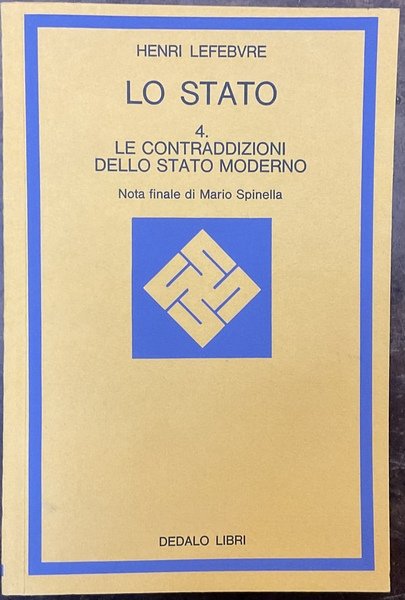 HENRI LEFEBVRE
LO STATO
4.
LE CONTRADDIZIONI
DELLO STATO MODERNO
Nota finale di Mario Spinella
DEDALO LIBRI